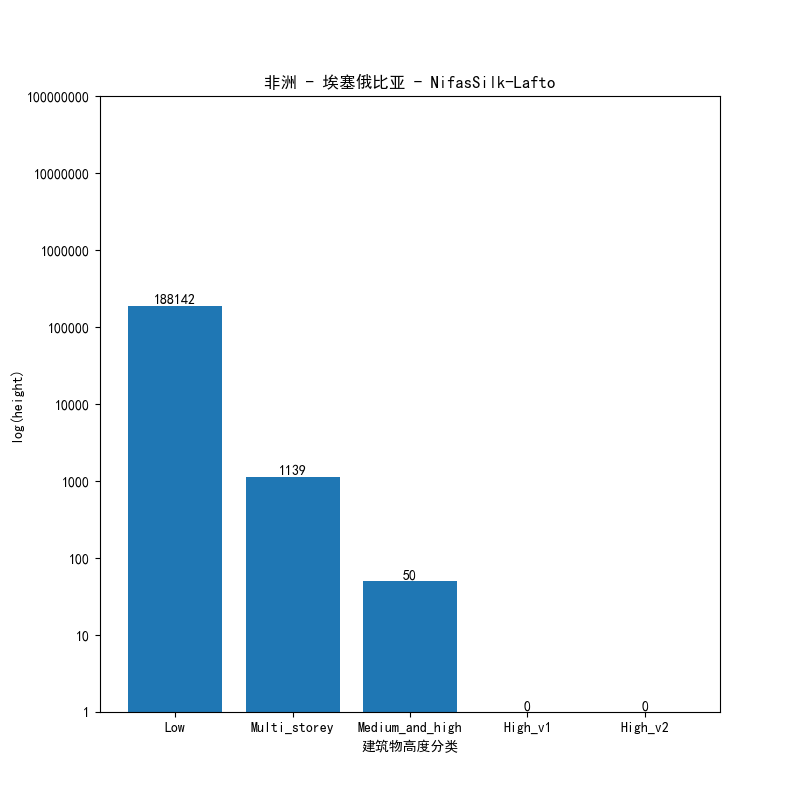 非洲 - 埃塞俄比亚 - NifasSilk-Lafto
100000000
10000000
1000000
100000
10000
1000
100
10
1
log(height)
188142
1139
50
0
0
Low
Multi_storey
Medium_and_high
High_v1
High_v2
建筑物高度分类